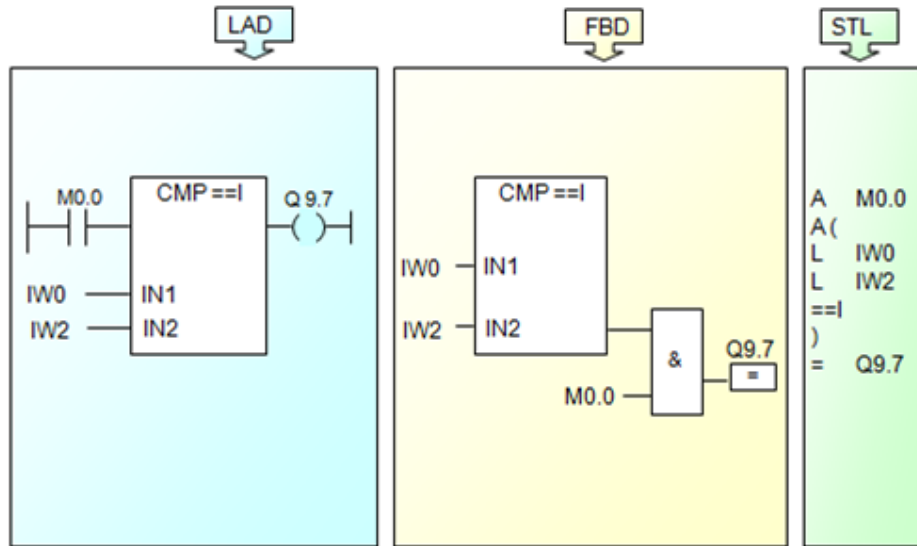 LAD
M0.0
CMP ==I
Q 9.7
( )
IW0
IN1
IW2
IN2
FBD
CMP ==I
IW0
IN1
IW2
IN2
&
Q9.7
=
M0.0
STL
A M0.0
A (
L IW0
L IW2
==I
)
= Q9.7